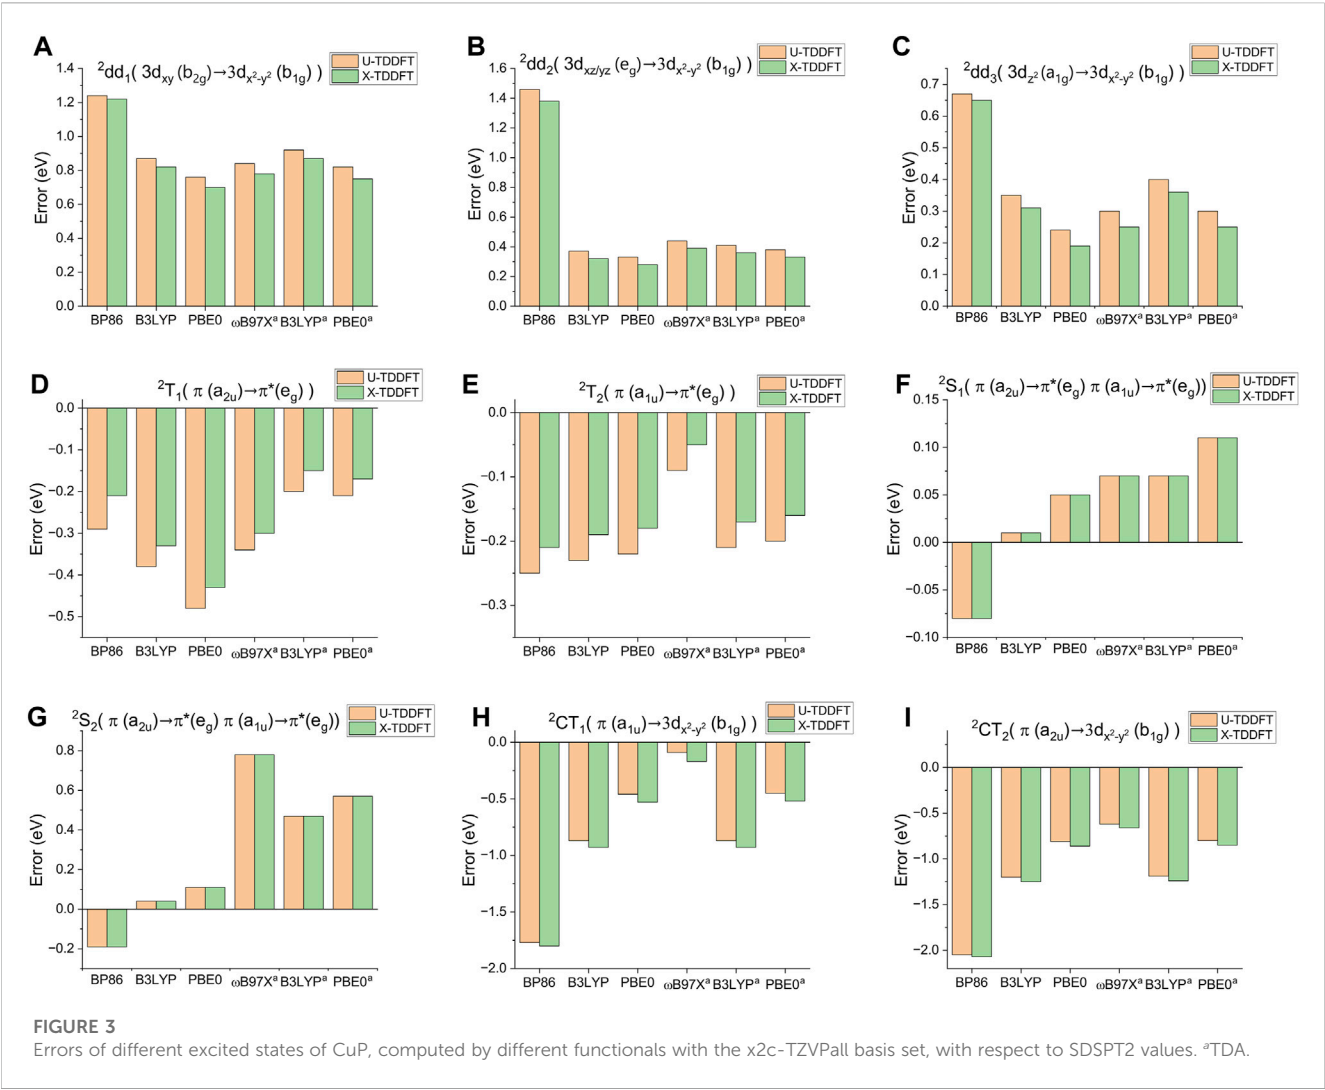 A
²dd₁( 3dxy (b2g)→3dx²-y² (b1g) )
U-TDDFT
X-TDDFT
Error (eV)
1.4
1.2
1.0
0.8
0.6
0.4
0.2
0.0
BP86 B3LYP PBE0 ωB97Xᵃ B3LYPᵃ PBE0ᵃ
B
²dd₂( 3dxz/yz (eg)→3dx²-y² (b1g) )
U-TDDFT
X-TDDFT
Error (eV)
1.6
1.4
1.2
1.0
0.8
0.6
0.4
0.2
0.0
BP86 B3LYP PBE0 ωB97Xᵃ B3LYPᵃ PBE0ᵃ
C
²dd₃( 3dz² (a1g)→3dx²-y² (b1g) )
U-TDDFT
X-TDDFT
Error (eV)
0.7
0.6
0.5
0.4
0.3
0.2
0.1
0.0
BP86 B3LYP PBE0 ωB97Xᵃ B3LYPᵃ PBE0ᵃ
D
²T₁( π (a2u)→π*(eg) )
U-TDDFT
X-TDDFT
Error (eV)
0.0
−0.1
−0.2
−0.3
−0.4
−0.5
BP86 B3LYP PBE0 ωB97Xᵃ B3LYPᵃ PBE0ᵃ
E
²T₂( π (a1u)→π*(eg) )
U-TDDFT
X-TDDFT
Error (eV)
0.0
−0.1
−0.2
−0.3
BP86 B3LYP PBE0 ωB97Xᵃ B3LYPᵃ PBE0ᵃ
F
²S₁( π (a2u)→π*(eg) π (a1u)→π*(eg))
U-TDDFT
X-TDDFT
Error (eV)
0.15
0.10
0.05
0.00
−0.05
−0.10
BP86 B3LYP PBE0 ωB97Xᵃ B3LYPᵃ PBE0ᵃ
G
²S₂( π (a2u)→π*(eg) π (a1u)→π*(eg))
U-TDDFT
X-TDDFT
Error (eV)
0.8
0.6
0.4
0.2
0.0
−0.2
BP86 B3LYP PBE0 ωB97Xᵃ B3LYPᵃ PBE0ᵃ
H
²CT₁( π (a1u)→3dx²-y² (b1g) )
U-TDDFT
X-TDDFT
Error (eV)
0.0
−0.5
−1.0
−1.5
−2.0
BP86 B3LYP PBE0 ωB97Xᵃ B3LYPᵃ PBE0ᵃ
I
²CT₂( π (a2u)→3dx²-y² (b1g) )
U-TDDFT
X-TDDFT
Error (eV)
0.0
−0.5
−1.0
−1.5
−2.0
BP86 B3LYP PBE0 ωB97Xᵃ B3LYPᵃ PBE0ᵃ
FIGURE 3
Errors of different excited states of CuP, computed by different functionals with the x2c-TZVPall basis set, with respect to SDSPT2 values. ᵃTDA.